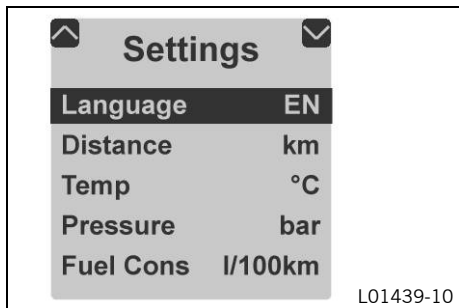 Settings
Language EN
Distance km
Temp °C
Pressure bar
Fuel Cons l/100km
L01439-10